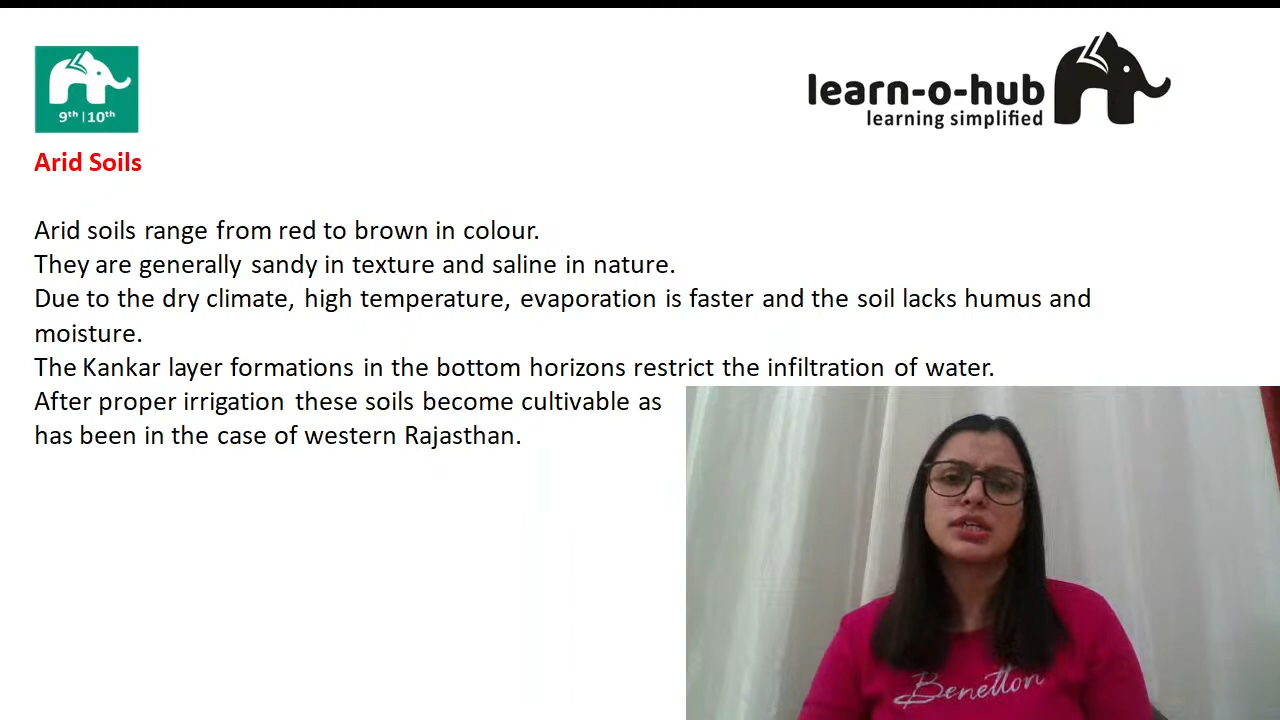 9th | 10th
learn-o-hub
learning simplified
Arid Soils
Arid soils range from red to brown in colour.
They are generally sandy in texture and saline in nature.
Due to the dry climate, high temperature, evaporation is faster and the soil lacks humus and
moisture.
The Kankar layer formations in the bottom horizons restrict the infiltration of water.
After proper irrigation these soils become cultivable as
has been in the case of western Rajasthan.
Benetton